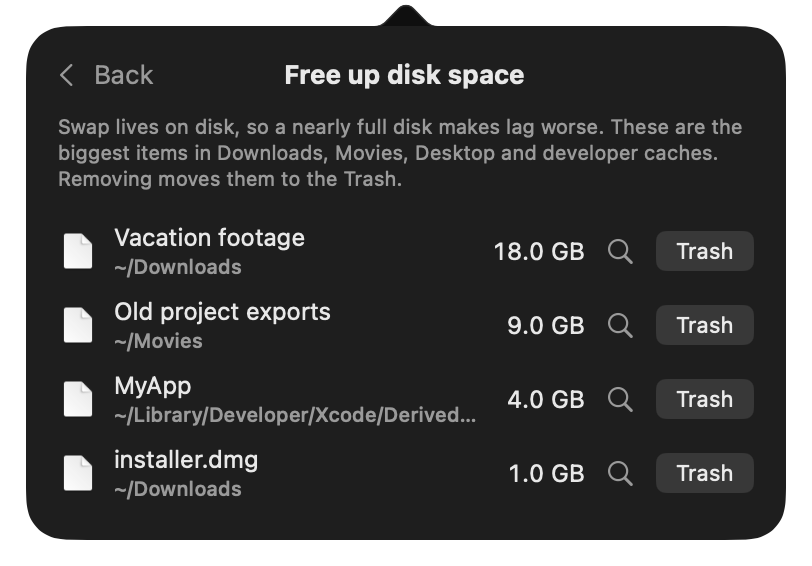 Back
Free up disk space
Swap lives on disk, so a nearly full disk makes lag worse. These are the
biggest items in Downloads, Movies, Desktop and developer caches.
Removing moves them to the Trash.
Vacation footage
~/Downloads
18.0 GB
Trash
Old project exports
~/Movies
9.0 GB
Trash
MyApp
~/Library/Developer/Xcode/Derived...
4.0 GB
Trash
installer.dmg
~/Downloads
1.0 GB
Trash